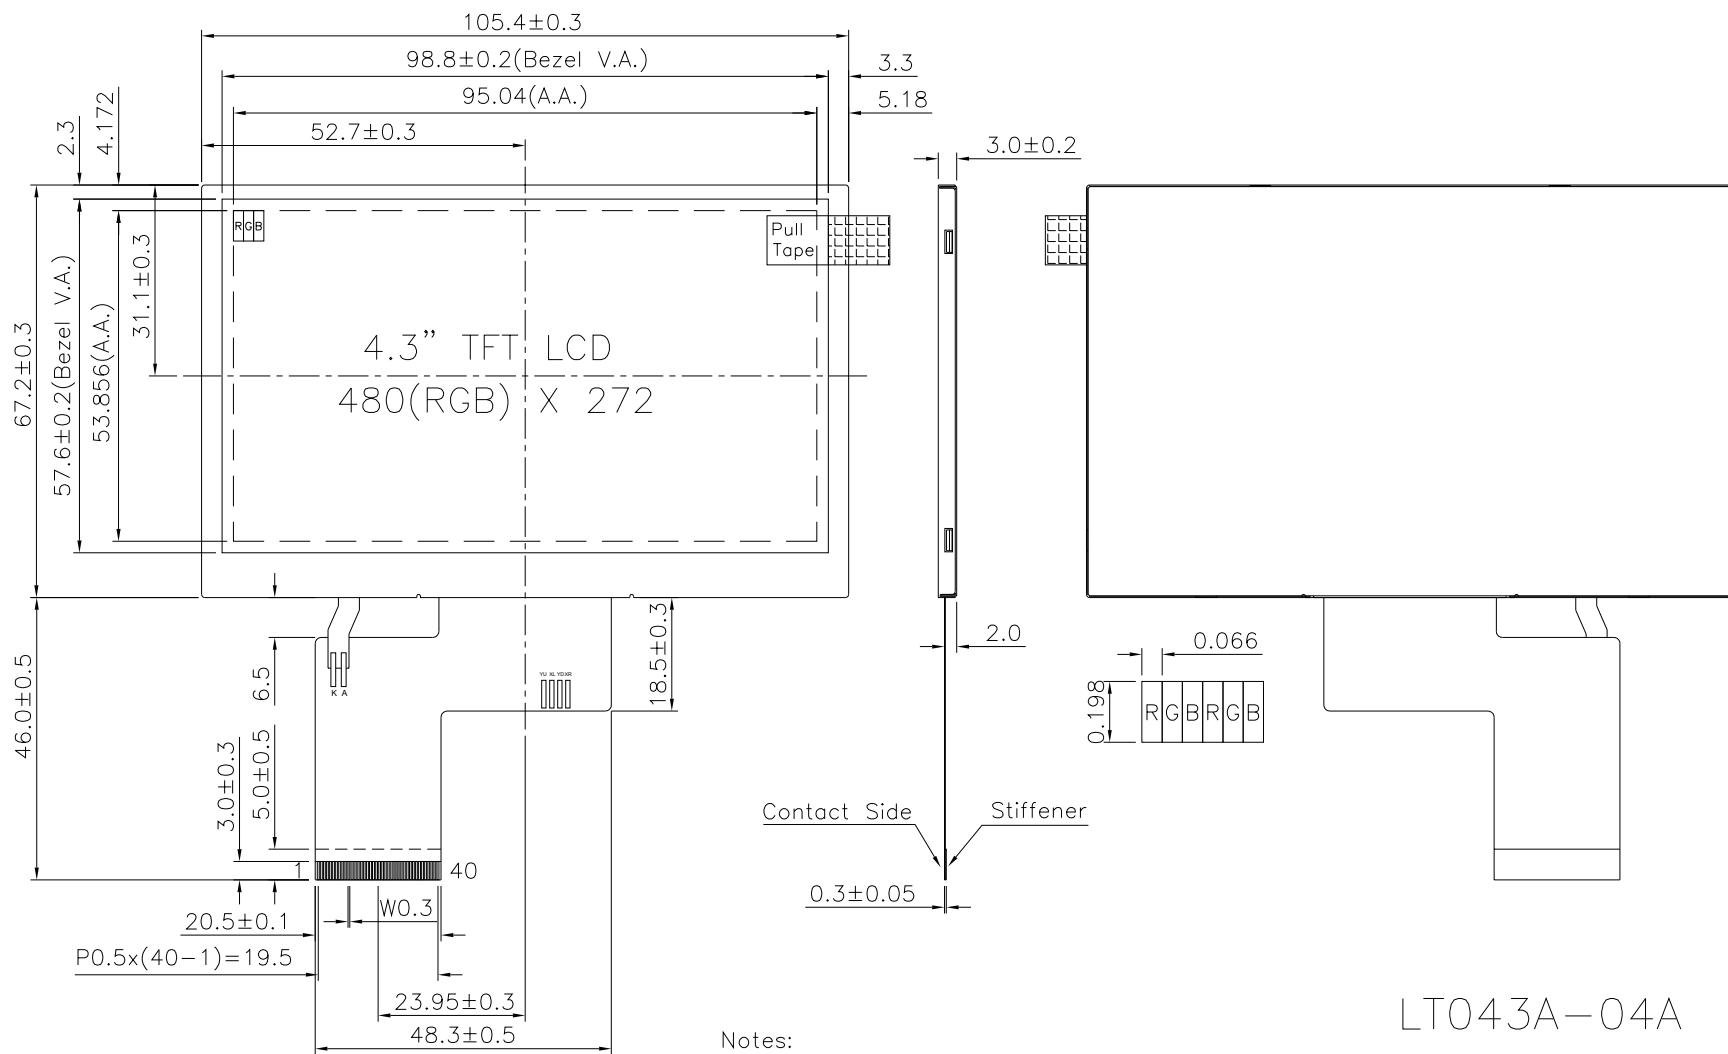 105.4±0.3
98.8±0.2(Bezel V.A.)
3.3
95.04(A.A.)
5.18
52.7±0.3
2.3
4.172
3.0±0.2
RGB
Pull
Tape
31.1±0.3
67.2±0.3
57.6±0.2(Bezel V.A.)
53.856(A.A.)
4.3” TFT LCD
480(RGB) X 272
46.0±0.5
6.5
18.5±0.3
2.0
0.066
0.198
RGBRGB
K A
YU XL YD XR
3.0±0.3
5.0±0.5
Contact Side
Stiffener
1
40
0.3±0.05
W0.3
20.5±0.1
P0.5x(40-1)=19.5
23.95±0.3
48.3±0.5
Notes:
LT043A-04A